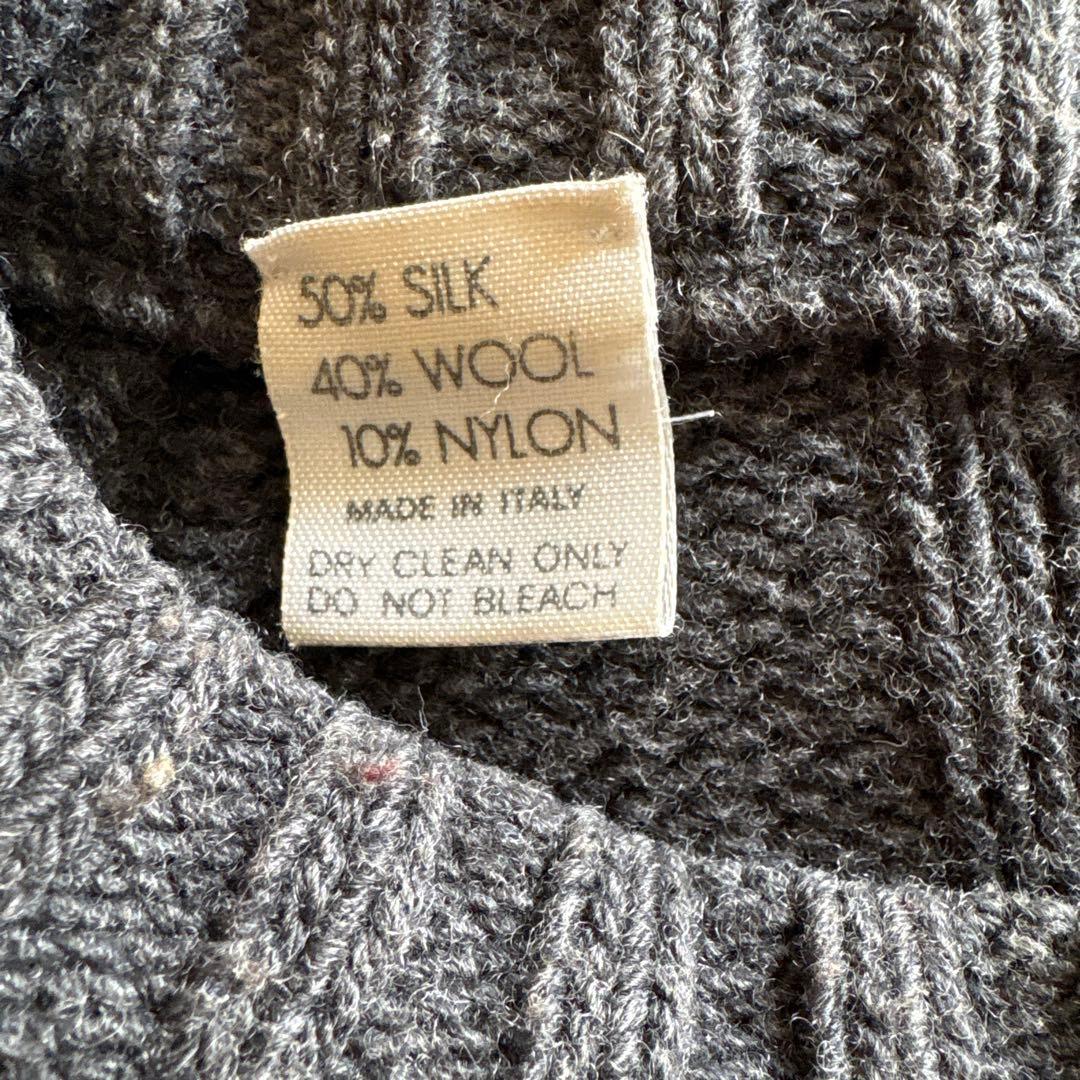 50% SILK
40% WOOL
10% NYLON
MADE IN ITALY
DRY CLEAN ONLY
DO NOT BLEACH